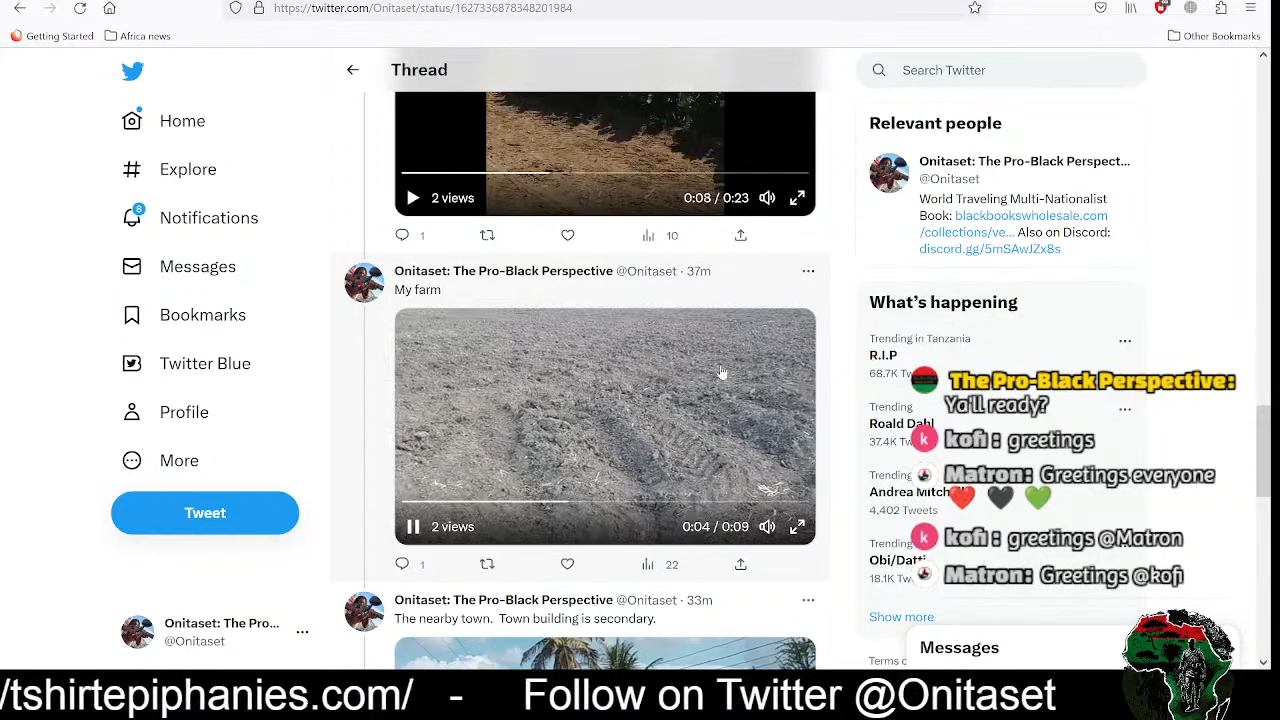 https://twitter.com/Onitaset/status/1627336878348201984
Getting Started
Africa news
Other Bookmarks
Home
Explore
8
Notifications
Messages
Bookmarks
Twitter Blue
Profile
More
Tweet
Onitaset: The Pro...
@Onitaset
Thread
2 views
0:08 / 0:23
1
10
Onitaset: The Pro-Black Perspective @Onitaset · 37m
My farm
2 views
0:04 / 0:09
1
22
Onitaset: The Pro-Black Perspective @Onitaset · 33m
The nearby town. Town building is secondary.
Search Twitter
Relevant people
Onitaset: The Pro-Black Perspect...
@Onitaset
World Traveling Multi-Nationalist
Book: blackbookswholesale.com
/collections/ve... Also on Discord:
discord.gg/5mSAwJZx8s
What's happening
Trending in Tanzania
R.I.P
68.7K
Trending
Roald Dahl
37.4K
Andrea Mitch
4,402 Tweets
Obi/Datti
18.1K
Show more
Terms
Messages
The Pro-Black Perspective:
Ya'll ready?
k kofi : greetings
Matron: Greetings everyone
k kofi : greetings @Matron
Matron: Greetings @kofi
/tshirtepiphanies.com/ - Follow on Twitter @Onitaset